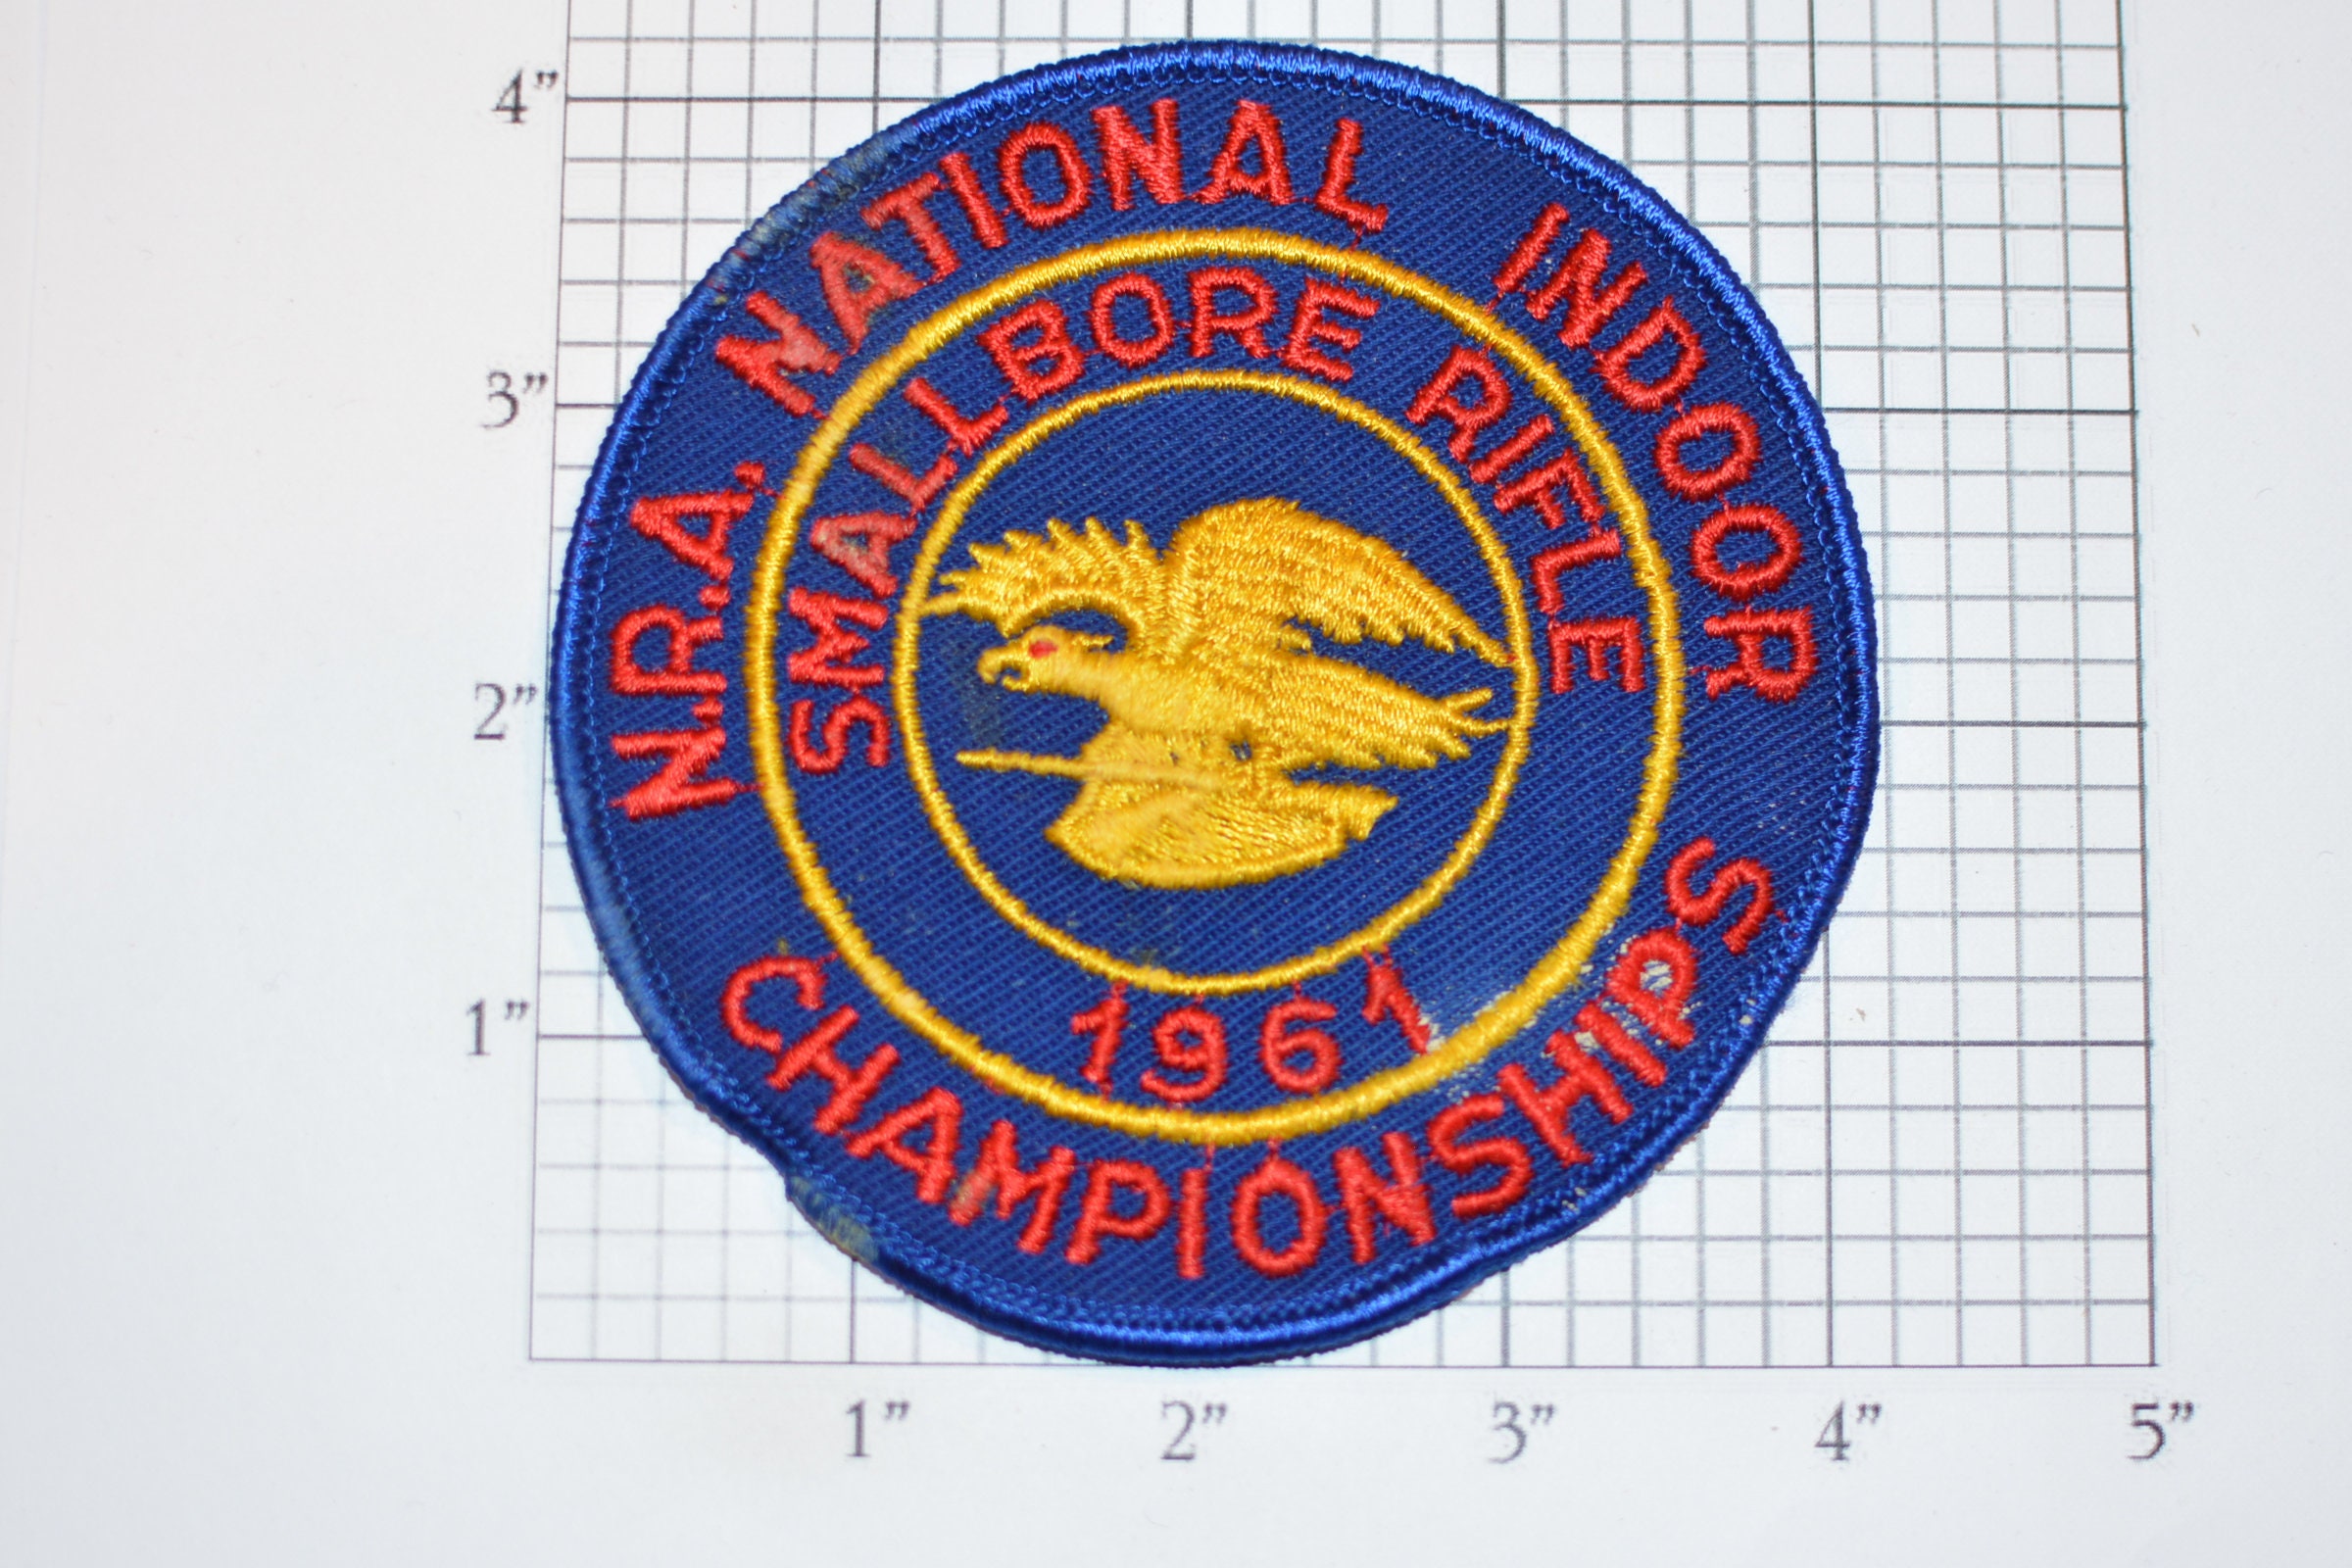 N.R.A. NATIONAL INDOOR
SMALLBORE RIFLE
1961
CHAMPIONSHIPS
4”
3”
2”
1”
1” 2” 3” 4” 5”